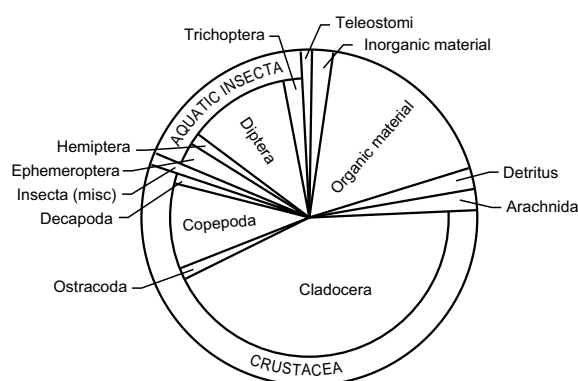 Teleostomi
Trichoptera
Inorganic material
AQUATIC INSECTA
Organic material
Diptera
Hemiptera
Ephemeroptera
Insecta (misc)
Decapoda
Detritus
Arachnida
Copepoda
Ostracoda
Cladocera
CRUSTACEA